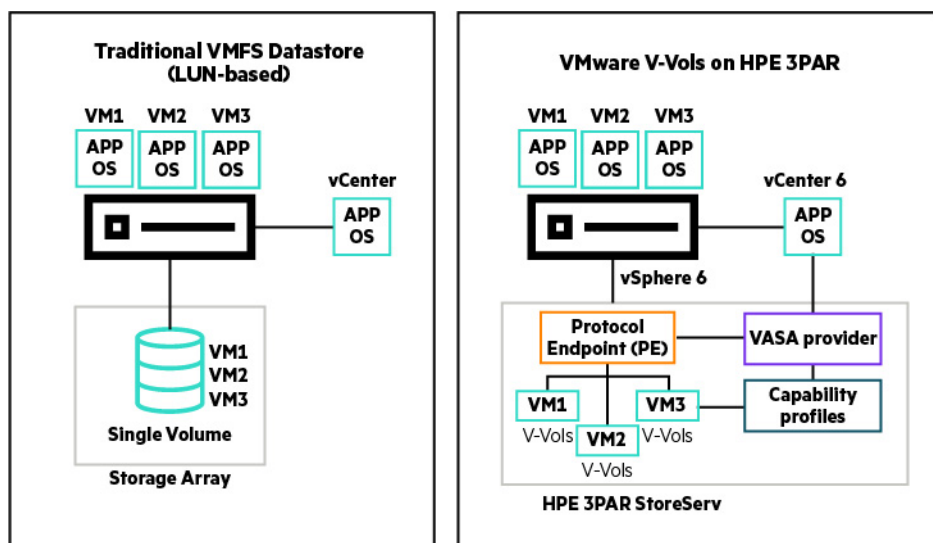 Traditional VMFS Datastore
(LUN-based)
VM1 VM2 VM3
APP OS
APP OS
APP OS
vCenter
APP OS
VM1
VM2
VM3
Single Volume
Storage Array
VMware V-Vols on HPE 3PAR
VM1 VM2 VM3
APP OS
APP OS
APP OS
vCenter 6
APP OS
vSphere 6
Protocol
Endpoint (PE)
VASA provider
VM1
V-Vols
VM2
V-Vols
VM3
V-Vols
Capability
profiles
HPE 3PAR StoreServ